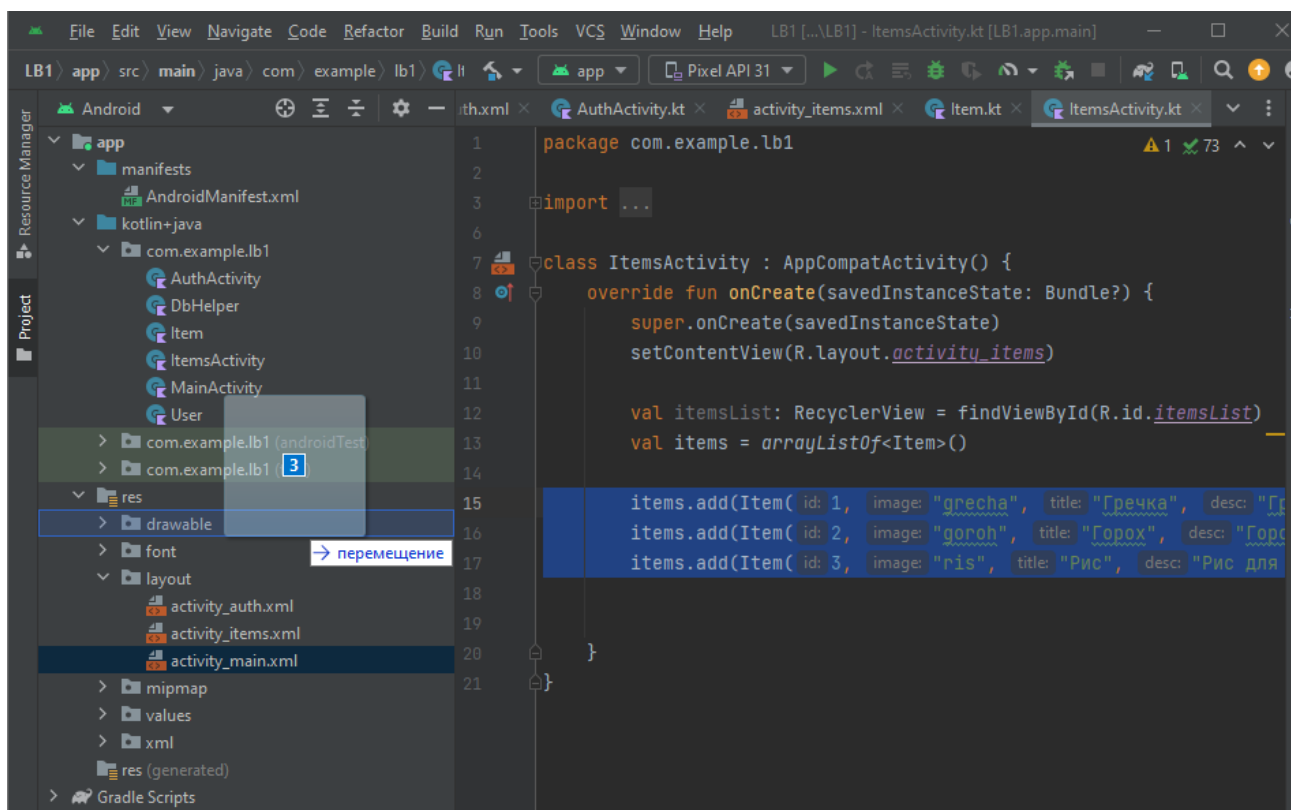 File Edit View Navigate Code Refactor Build Run Tools VCS Window Help LB1 [...\LB1] - ItemsActivity.kt [LB1.app.main]
LB1 app src main java com example lb1 It app Pixel API 31
Android
th.xml AuthActivity.kt activity_items.xml Item.kt ItemsActivity.kt
Resource Manager
Project
app
manifests
AndroidManifest.xml
kotlin+java
com.example.lb1
AuthActivity
DbHelper
Item
ItemsActivity
MainActivity
User
com.example.lb1 (androidTest)
com.example.lb1
3
res
drawable
font
→ перемещение
layout
activity_auth.xml
activity_items.xml
activity_main.xml
mipmap
values
xml
res (generated)
Gradle Scripts
1 package com.example.lb1
1 73
2
3 import ...
6
7 class ItemsActivity : AppCompatActivity() {
8 override fun onCreate(savedInstanceState: Bundle?) {
9 super.onCreate(savedInstanceState)
10 setContentView(R.layout.activity_items)
11
12 val itemsList: RecyclerView = findViewById(R.id.itemsList)
13 val items = arrayListOf<Item>()
14
15 items.add(Item( id: 1, image: "grecha", title: "Гречка", desc: "Гр
16 items.add(Item( id: 2, image: "goroh", title: "Горох", desc: "Горо
17 items.add(Item( id: 3, image: "ris", title: "Рис", desc: "Рис для
18
19
20 }
21 }